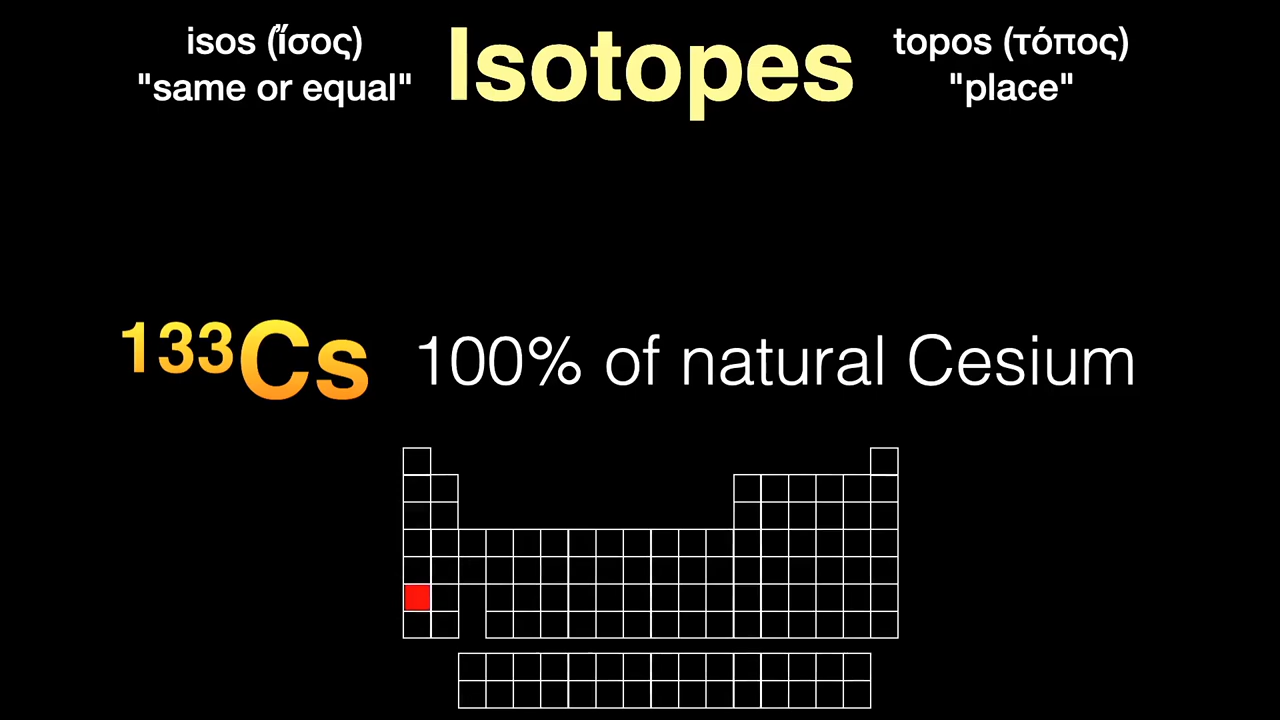 isos (ἴσος)
"same or equal"
Isotopes
topos (τόπος)
"place"
133Cs 100% of natural Cesium